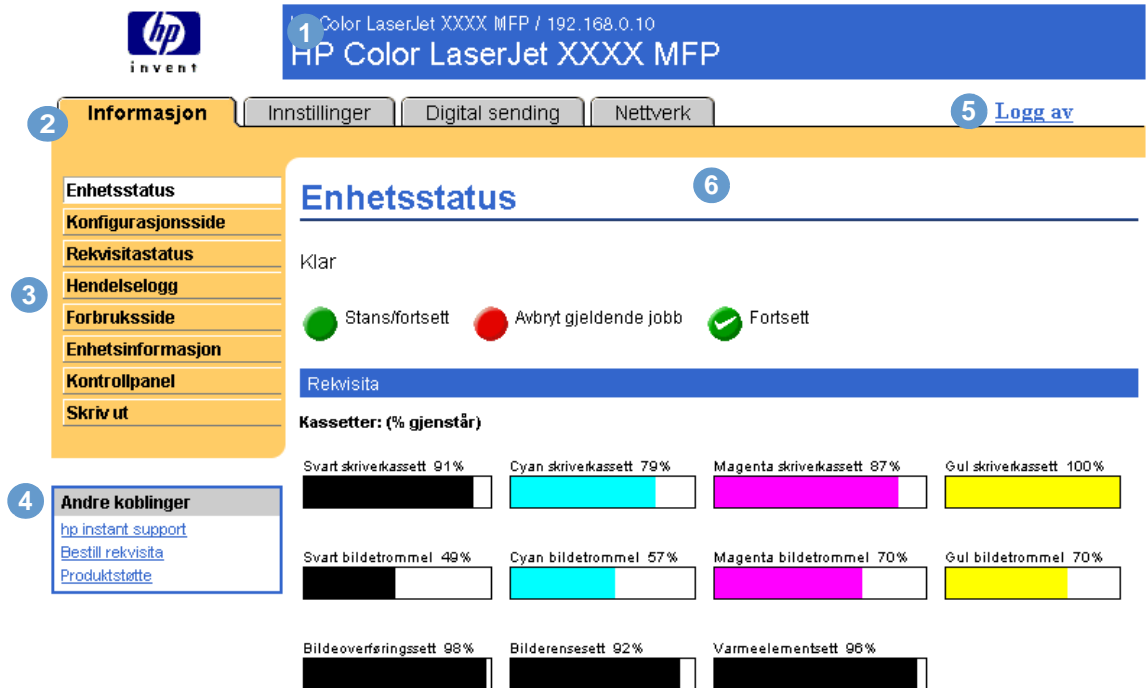 hp
invent
1
hp Color LaserJet XXXX MFP / 192.168.0.10
HP Color LaserJet XXXX MFP
2
Informasjon
Innstillinger
Digital sending
Nettverk
5
Logg av
Enhetsstatus
Konfigurasjonsside
Rekvisitastatus
3
Hendelselogg
Forbruksside
Enhetsinformasjon
Kontrollpanel
Skriv ut
4
Andre koblinger
hp instant support
Bestill rekvisita
Produktstøtte
Enhetsstatus
6
Klar
Stans/fortsett
Avbryt gjeldende jobb
Fortsett
Rekvisita
Kassetter: (% gjenstår)
Svart skriverkassett 91%
Cyan skriverkassett 79%
Magenta skriverkassett 87%
Gul skriverkassett 100%
Svart bildetrommel 49%
Cyan bildetrommel 57%
Magenta bildetrommel 70%
Gul bildetrommel 70%
Bildeoverføringssett 98%
Bilderensesett 92%
Varmeelementsett 96%